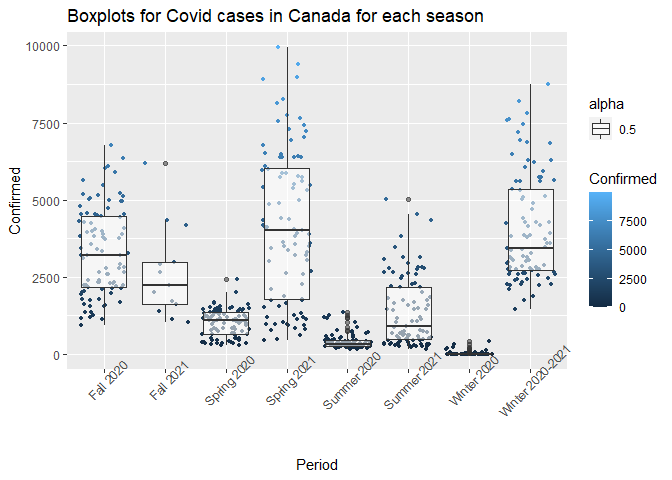 Boxplots for Covid cases in Canada for each season
10000
7500
5000
2500
0
Confirmed
Fall 2020
Fall 2021
Spring 2020
Spring 2021
Summer 2020
Summer 2021
Winter 2020
Winter 2020-2021
Period
alpha
0.5
Confirmed
7500
5000
2500
0